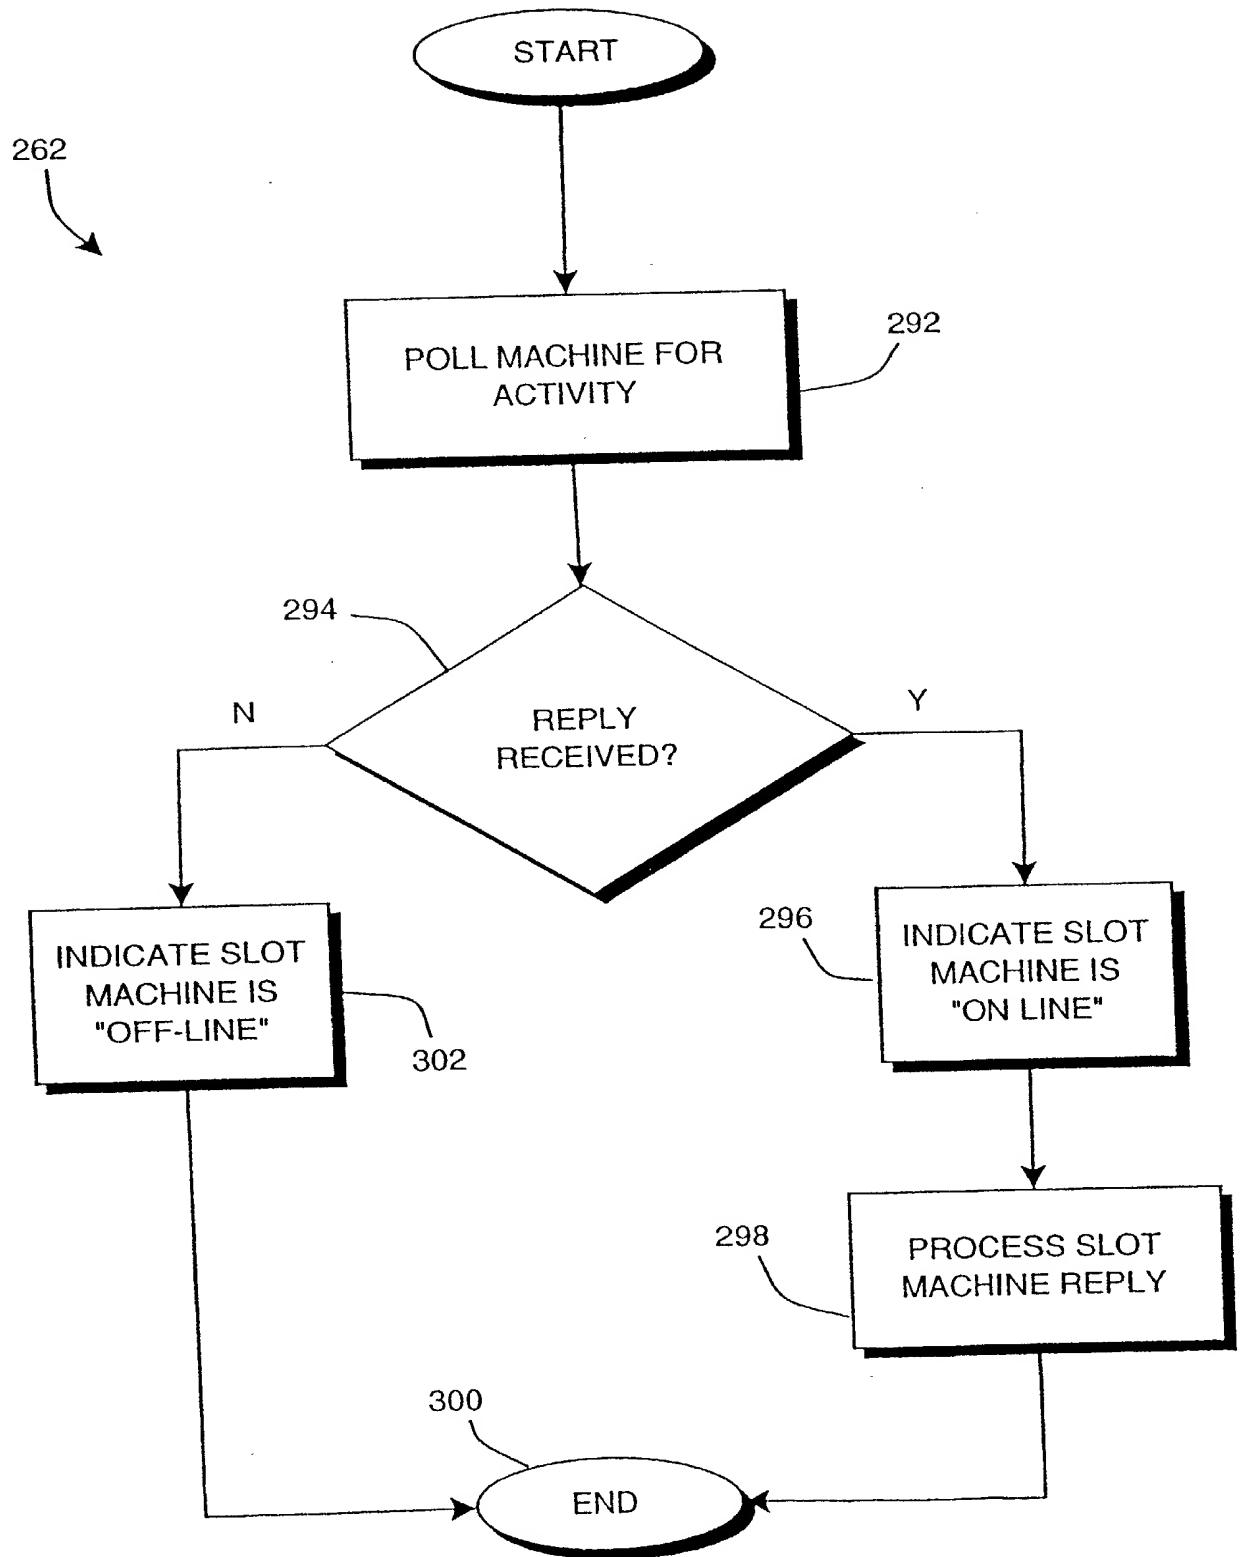 START
262
292
POLL MACHINE FOR
ACTIVITY
294
N
Y
REPLY
RECEIVED?
296
INDICATE SLOT
MACHINE IS
"OFF-LINE"
302
INDICATE SLOT
MACHINE IS
"ON LINE"
298
PROCESS SLOT
MACHINE REPLY
300
END